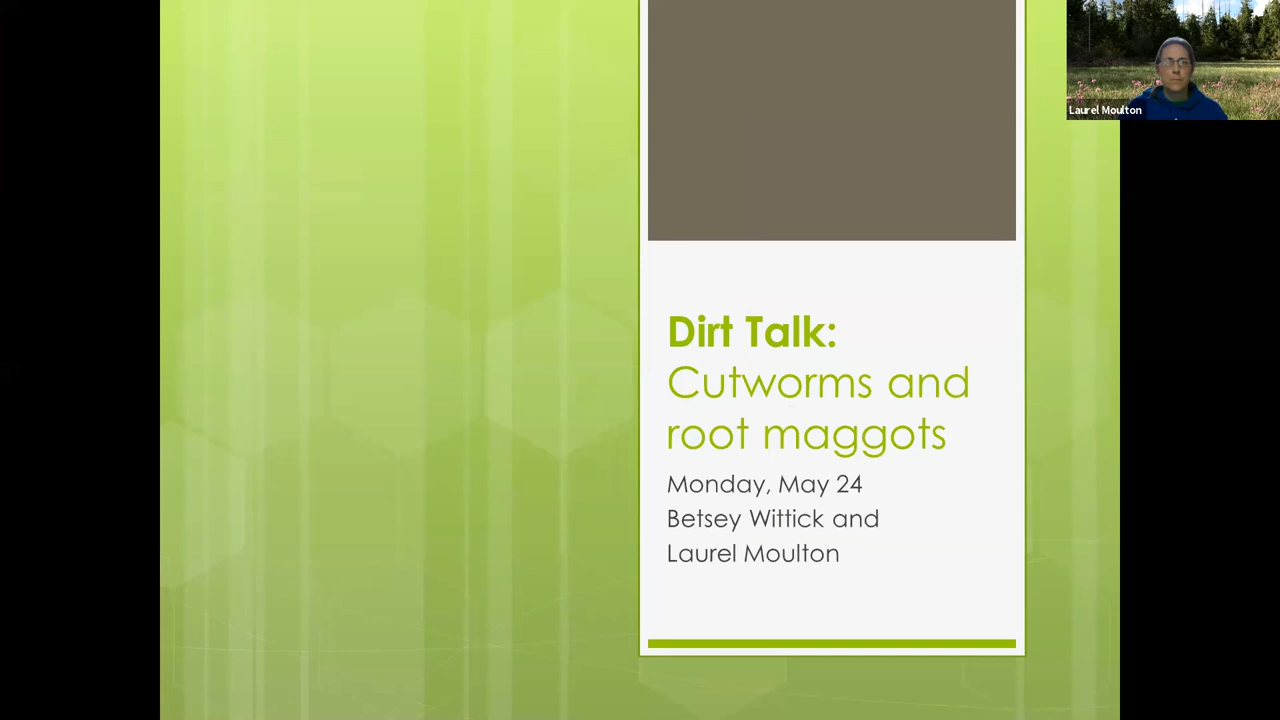 Laurel Moulton
Dirt Talk:
Cutworms and
root maggots
Monday, May 24
Betsey Wittick and
Laurel Moulton